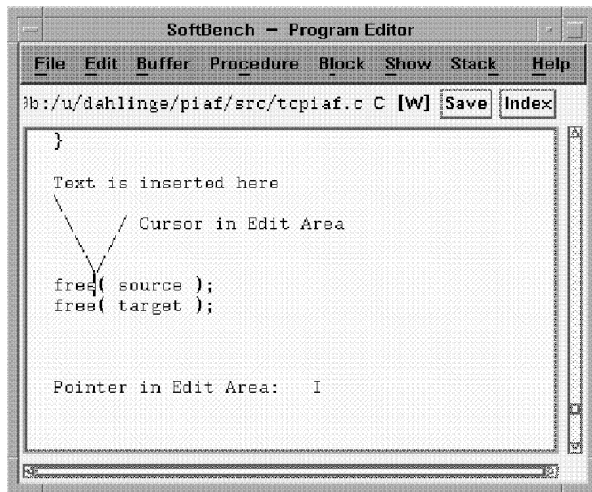 SoftBench – Program Editor
File Edit Buffer Procedure Block Show Stack Help
b:/u/dahlinge/piaf/src/tcpiaf.c C [W] Save Index
}
Text is inserted here
Cursor in Edit Area
free( source );
free( target );
Pointer in Edit Area: I